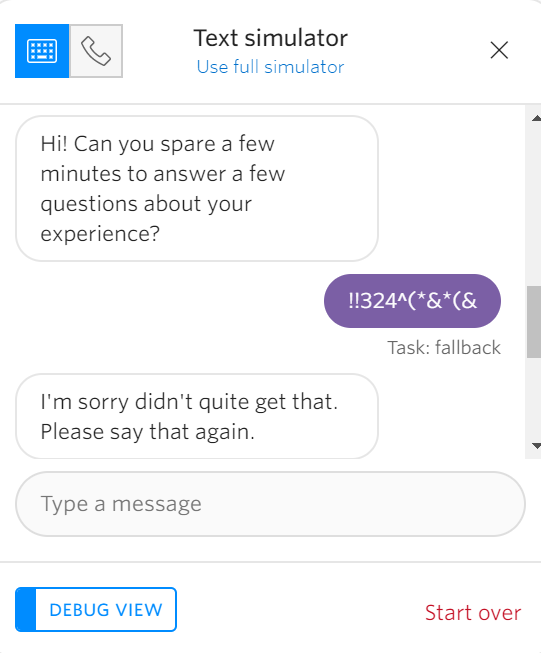 Text simulator
Use full simulator
Hi! Can you spare a few
minutes to answer a few
questions about your
experience?
!!324^(*&*(&
Task: fallback
I'm sorry didn't quite get that.
Please say that again.
Type a message
DEBUG VIEW
Start over